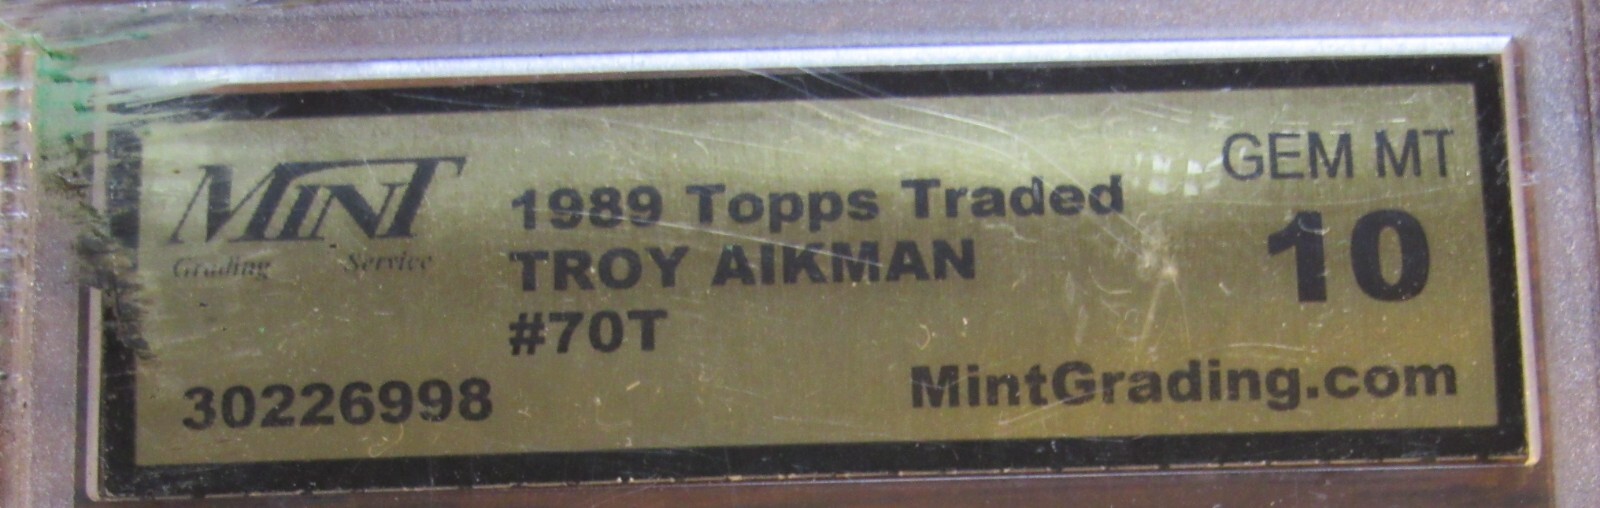 MINT
Grading Service
1989 Topps Traded
TROY AIKMAN
#70T
30226998
GEM MT
10
MintGrading.com